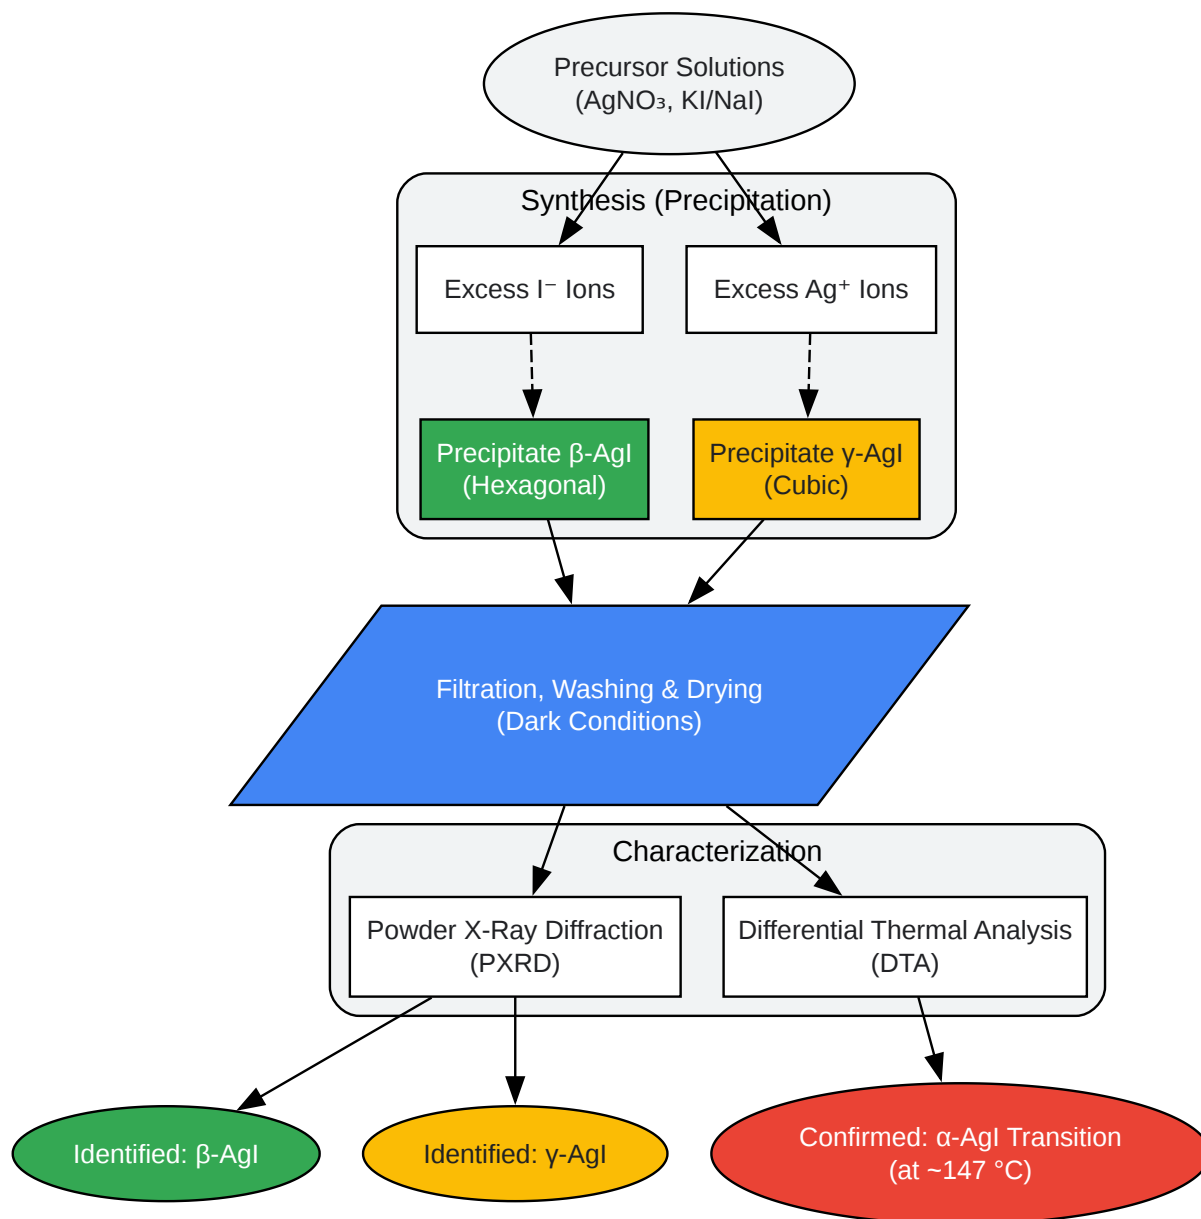 Precursor Solutions
(AgNO₃, KI/NaI)
Synthesis (Precipitation)
Excess I⁻ Ions
Excess Ag⁺ Ions
Precipitate β-AgI
(Hexagonal)
Precipitate γ-AgI
(Cubic)
Filtration, Washing & Drying
(Dark Conditions)
Characterization
Powder X-Ray Diffraction
(PXRD)
Differential Thermal Analysis
(DTA)
Identified: β-AgI
Identified: γ-AgI
Confirmed: α-AgI Transition
(at ~147 °C)